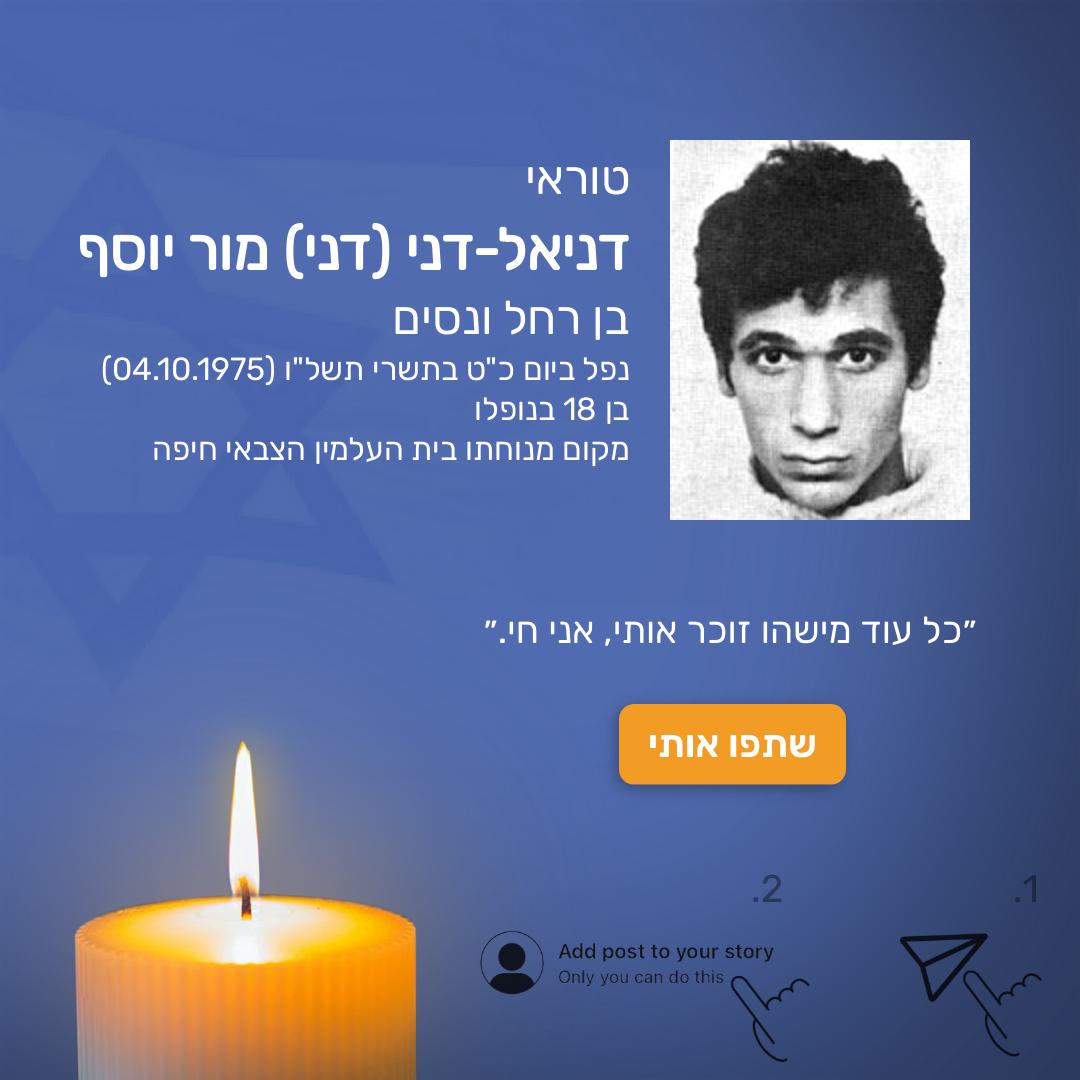 טוראי
דניאל-דני (דני) מור יוסף
בן רחל ונסים
נפל ביום כ"ט בתשרי תשל"ו (04.10.1975)
בן 18 בנופלו
מקום מנוחתו בית העלמין הצבאי חיפה
״כל עוד מישהו זוכר אותי, אני חי.״
שתפו אותי
.1
.2
Add post to your story
Only you can do this